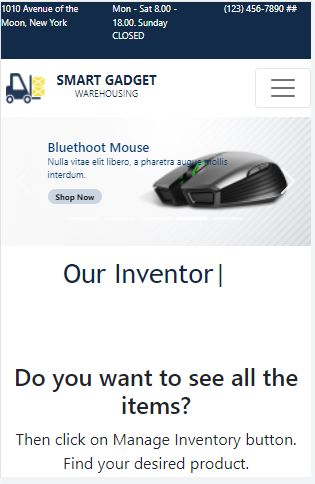 1010 Avenue of the
Moon, New York
Mon - Sat 8.00 -
18.00. Sunday
CLOSED
(123) 456-7890 ##
SMART GADGET
WAREHOUSING
Bluethoot Mouse
Nulla vitae elit libero, a pharetra augue mollis
interdum.
Shop Now
Our Inventor|
Do you want to see all the
items?
Then click on Manage Inventory button.
Find your desired product.